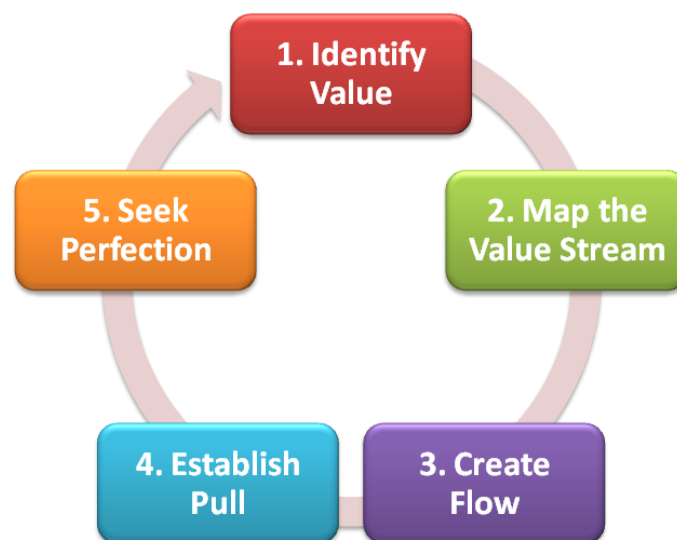 1. Identify
Value
2. Map the
Value Stream
3. Create
Flow
4. Establish
Pull
5. Seek
Perfection